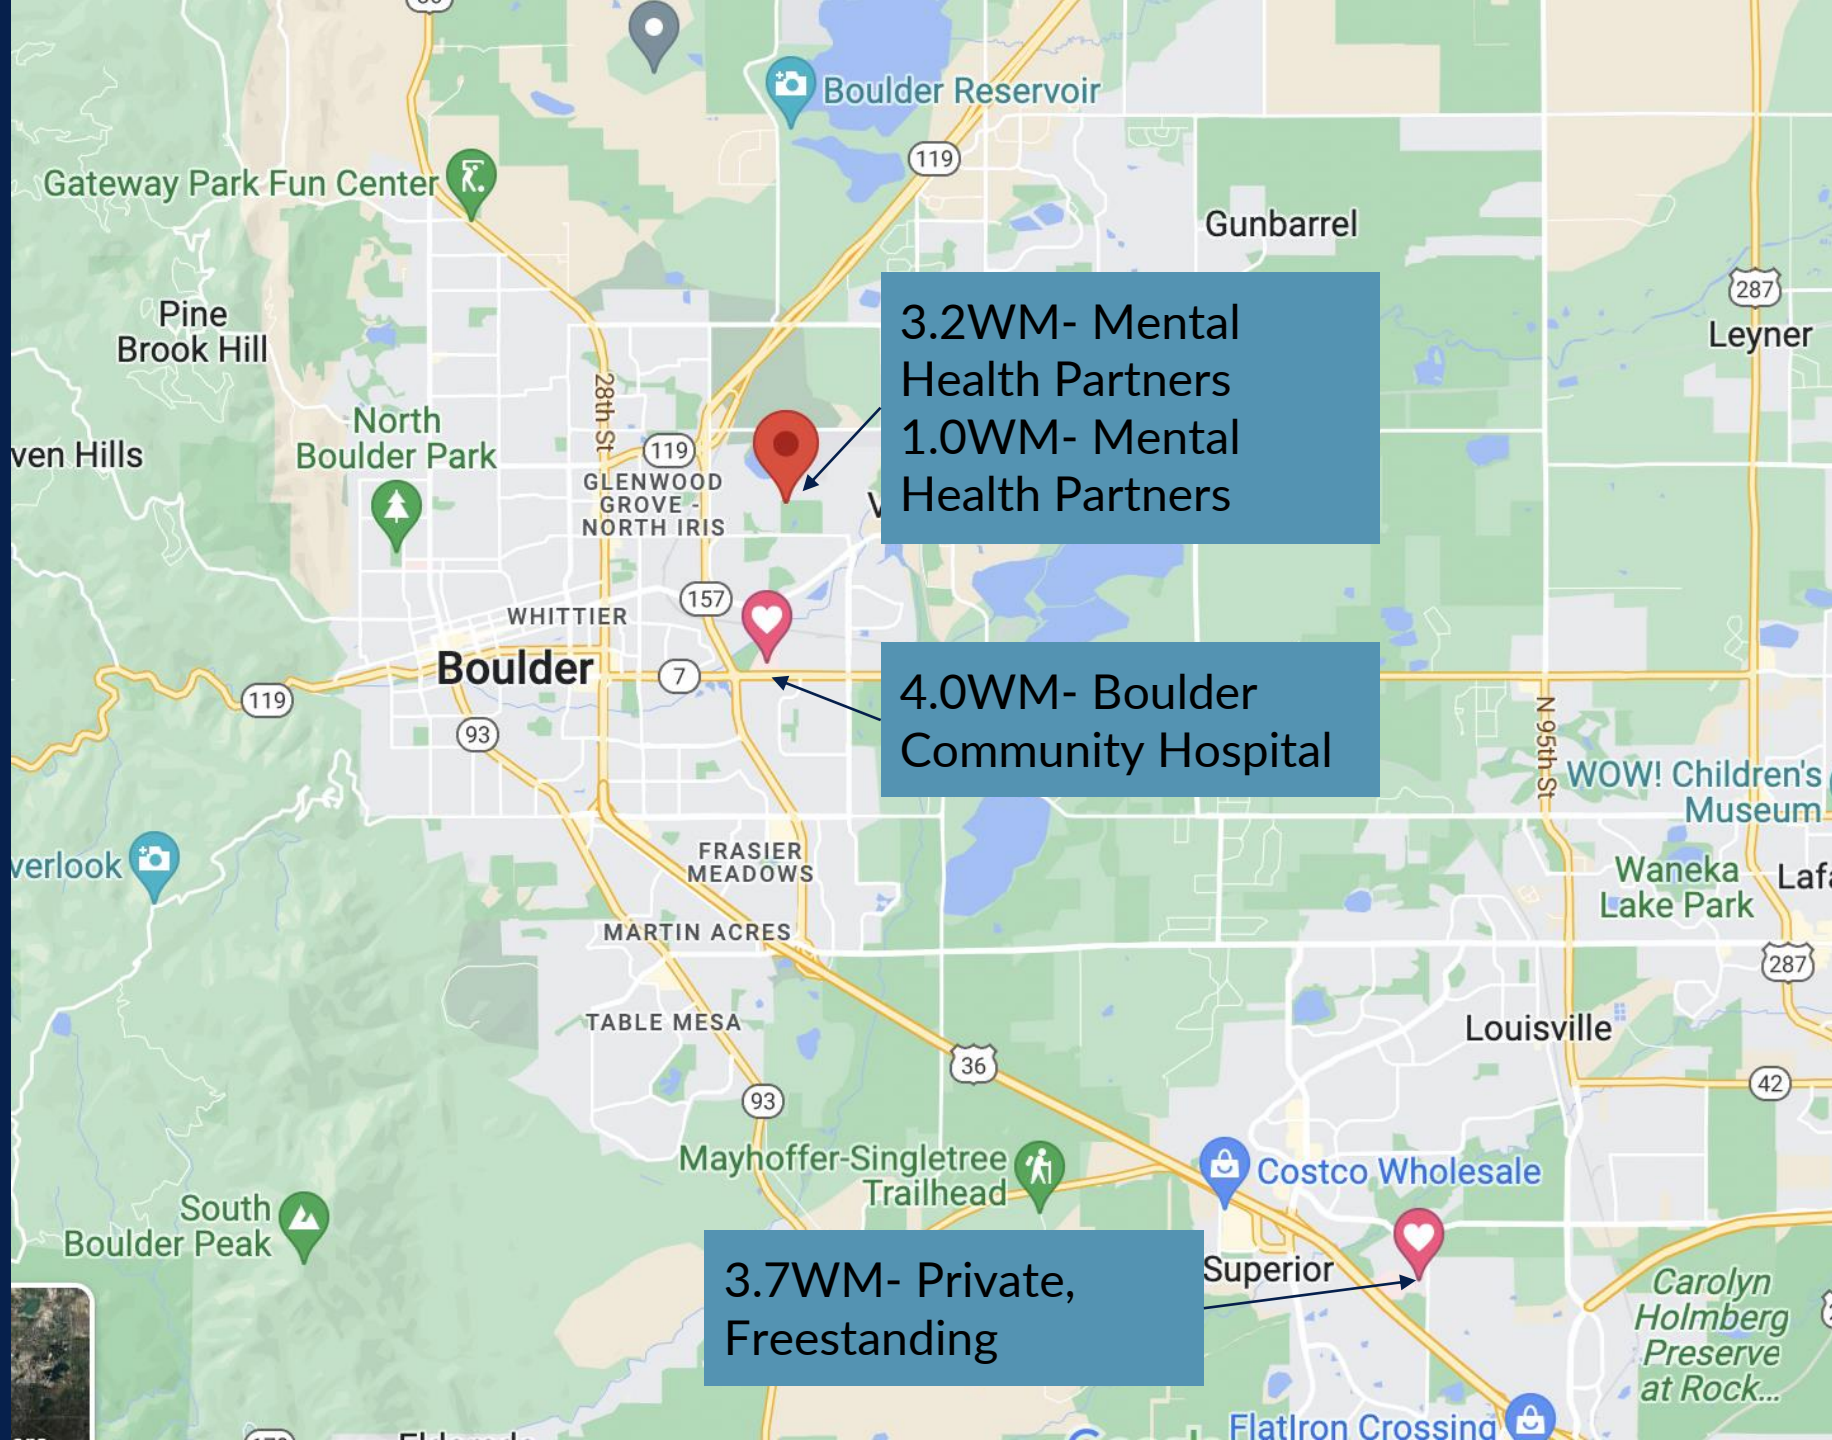 Boulder Reservoir
119
Gateway Park Fun Center
Gunbarrel
287
Pine
Brook Hill
Leyner
3.2WM- Mental
Health Partners
1.0WM- Mental
Health Partners
28th St
North
Boulder Park
ven Hills
119
GLENWOOD
GROVE -
NORTH IRIS
V
157
WHITTIER
Boulder
7
119
93
4.0WM- Boulder
Community Hospital
N 95th St
WOW! Children's
Museum
verlook
FRASIER
MEADOWS
Waneka
Lake Park
Lafa
MARTIN ACRES
287
TABLE MESA
Louisville
36
42
93
Mayhoffer-Singletree
Trailhead
Costco Wholesale
South
Boulder Peak
3.7WM- Private,
Freestanding
Superior
Carolyn
Holmberg
Preserve
at Rock...
FlatIron Crossing